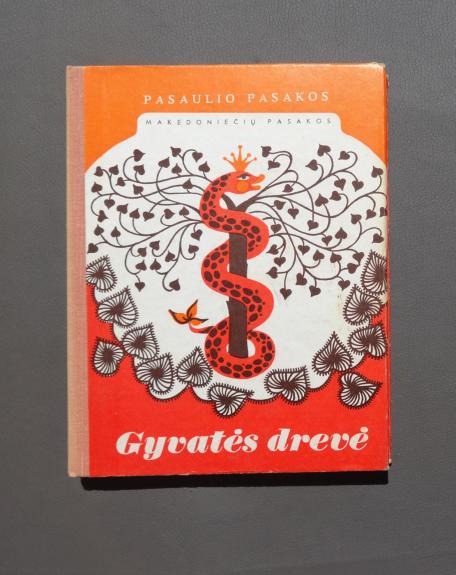 PASAULIO PASAKOS
MAKEDONIEČIŲ PASAKOS
Gyvatės drevė